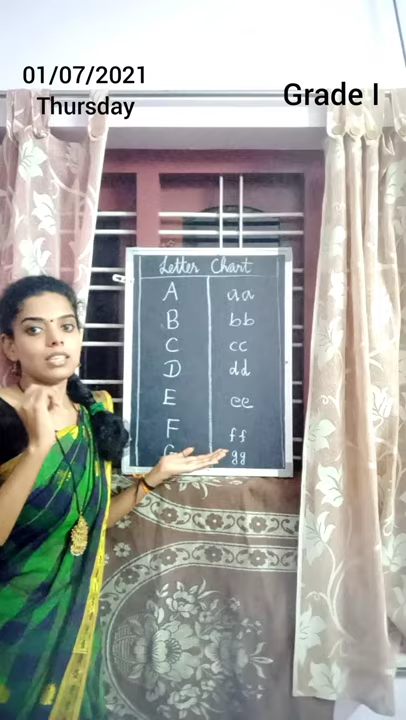 01/07/2021
Thursday
Grade I
Letter Chart
A aa
B bb
C cc
D dd
E ee
F ff
G gg